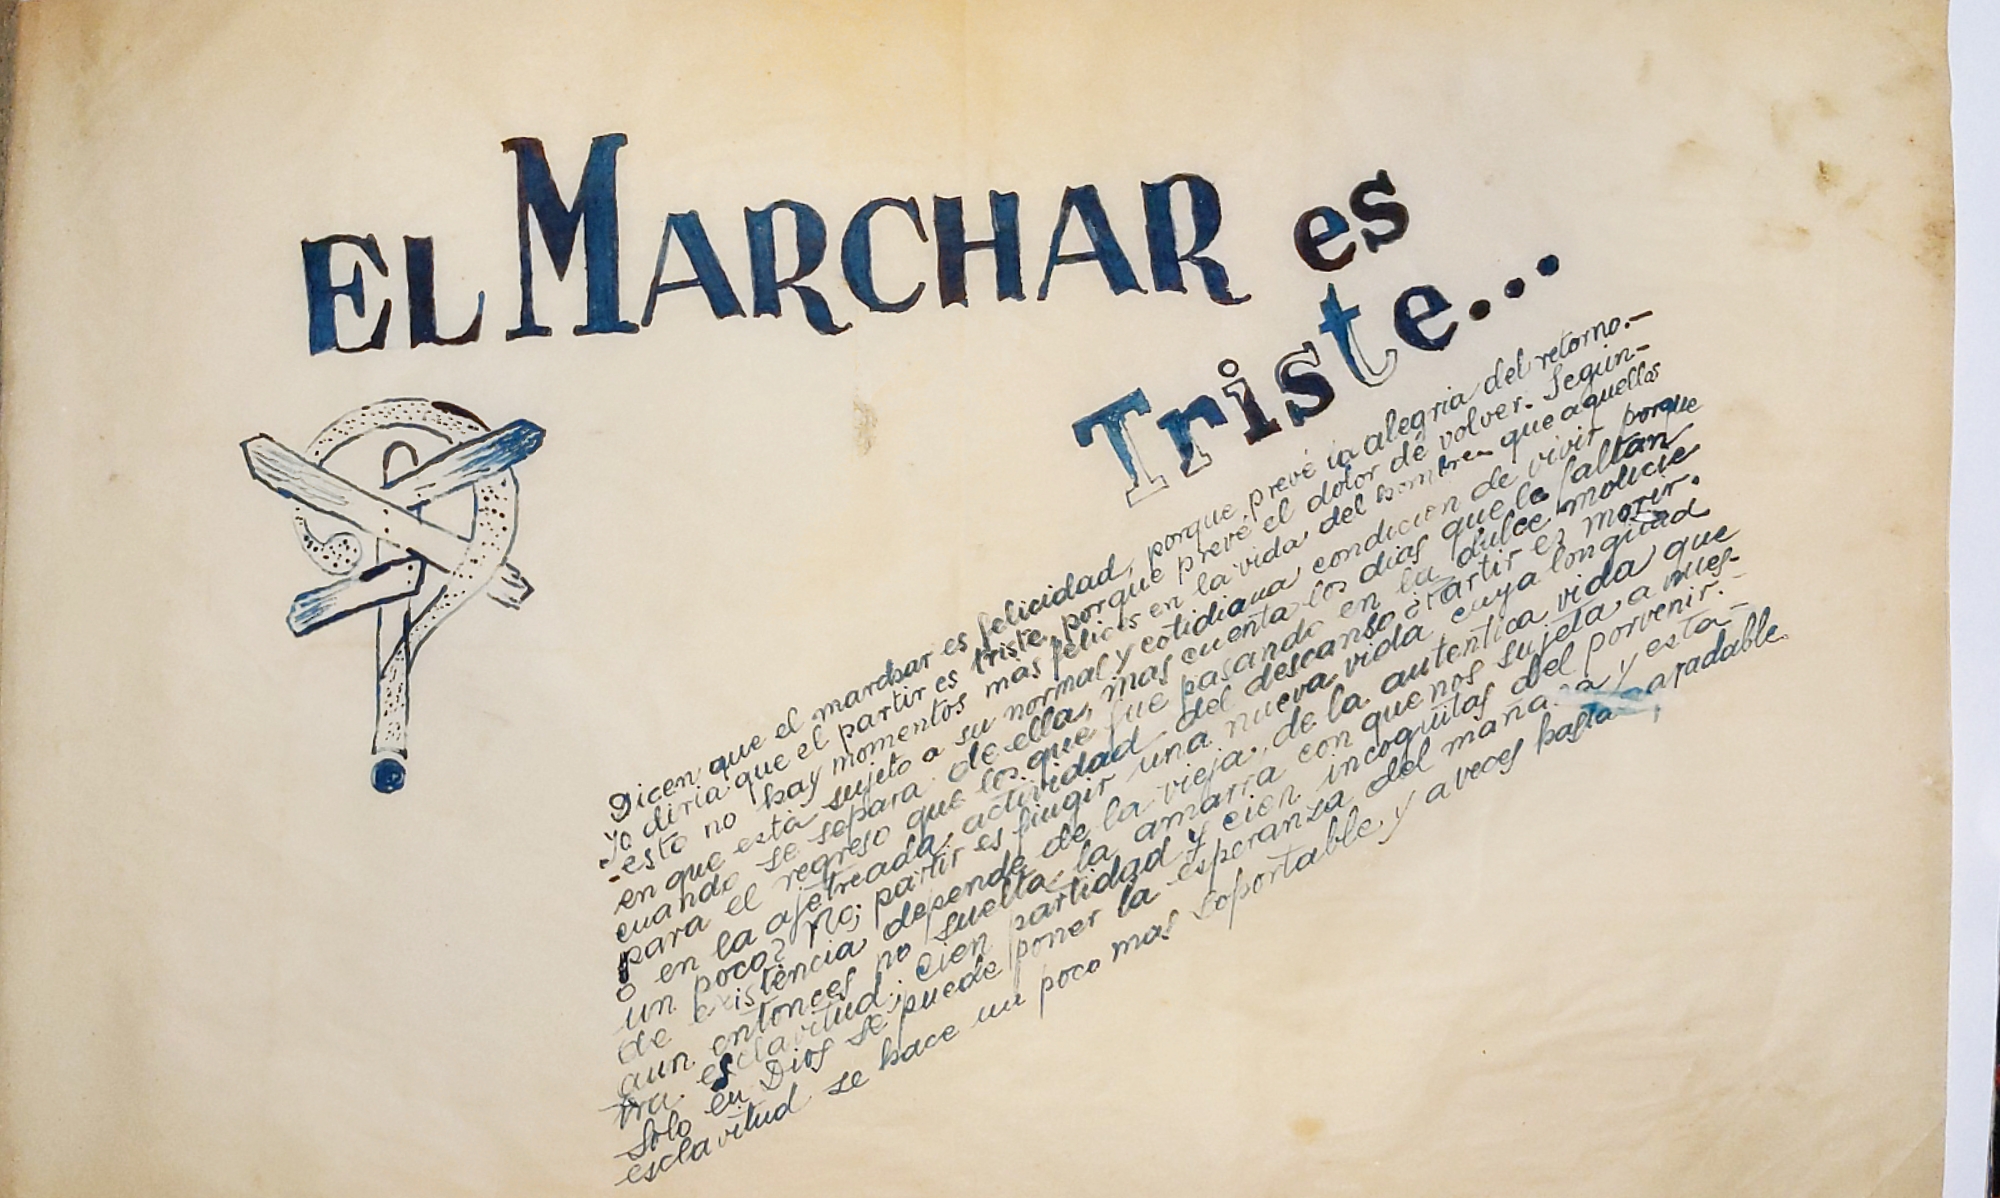 EL MARCHAR es
Triste...
Dicen que el marchar es felicidad, porque prevé la alegria del retorno.-
Yo diria que el partir es triste, porque prevé el dolor de volver. Segun-
-esto no hay momentos mas felices en la vida del hombre que aquellos
en que está sujeto a su normal y cotidiana condicion de vivir porque
cuando se separa de ella, mas cuenta los dias que le faltan
para el regreso que los que fue pasando en la dulce molicie
o en la ajetreada actividad del descanso ¿Partir es morir.
un poco? No; partir es fingir una nueva vida cuya longitud
de existencia depende de la vieja, de la autentica vida que
aun entonces no suelta la amarra con que nos sujeta a nues-
tra esclavitud; cien partidad y cien incognitas del porvenir.
Solo en Dios se puede poner la esperanza del mañana y esta
esclavitud se hace un poco mas soportable, y a veces hasta apadable.